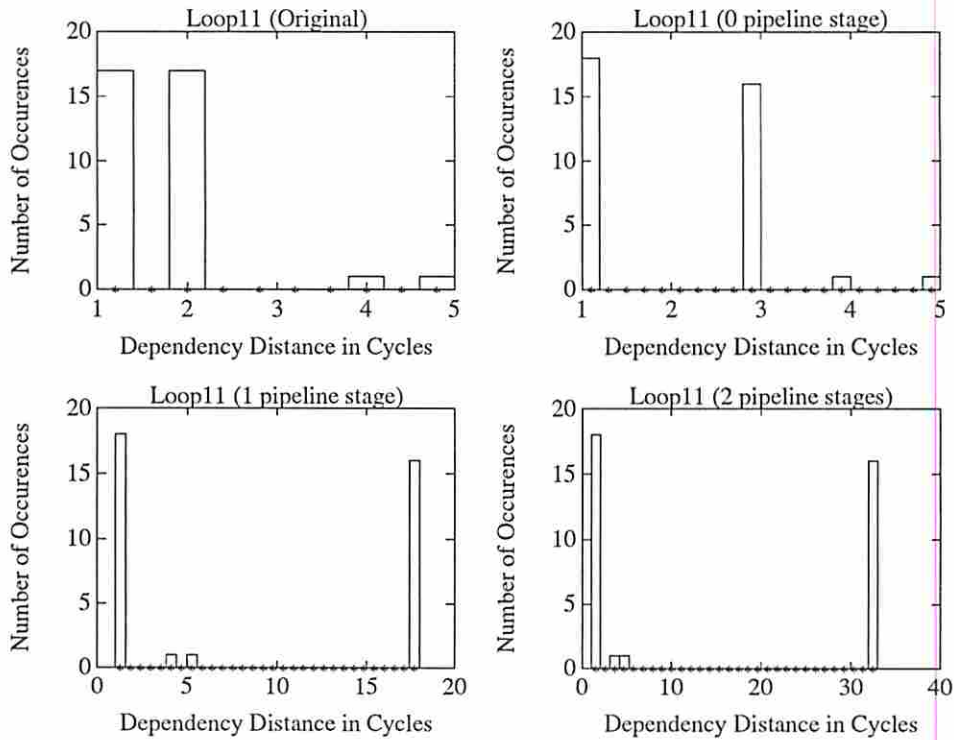 Loop11 (Original)
20
15
10
5
0
Number of Occurences
1 2 3 4 5
Dependency Distance in Cycles
Loop11 (0 pipeline stage)
20
15
10
5
0
Number of Occurences
1 2 3 4 5
Dependency Distance in Cycles
Loop11 (1 pipeline stage)
20
15
10
5
0
Number of Occurences
0 5 10 15 20
Dependency Distance in Cycles
Loop11 (2 pipeline stages)
20
15
10
5
0
Number of Occurences
0 10 20 30 40
Dependency Distance in Cycles